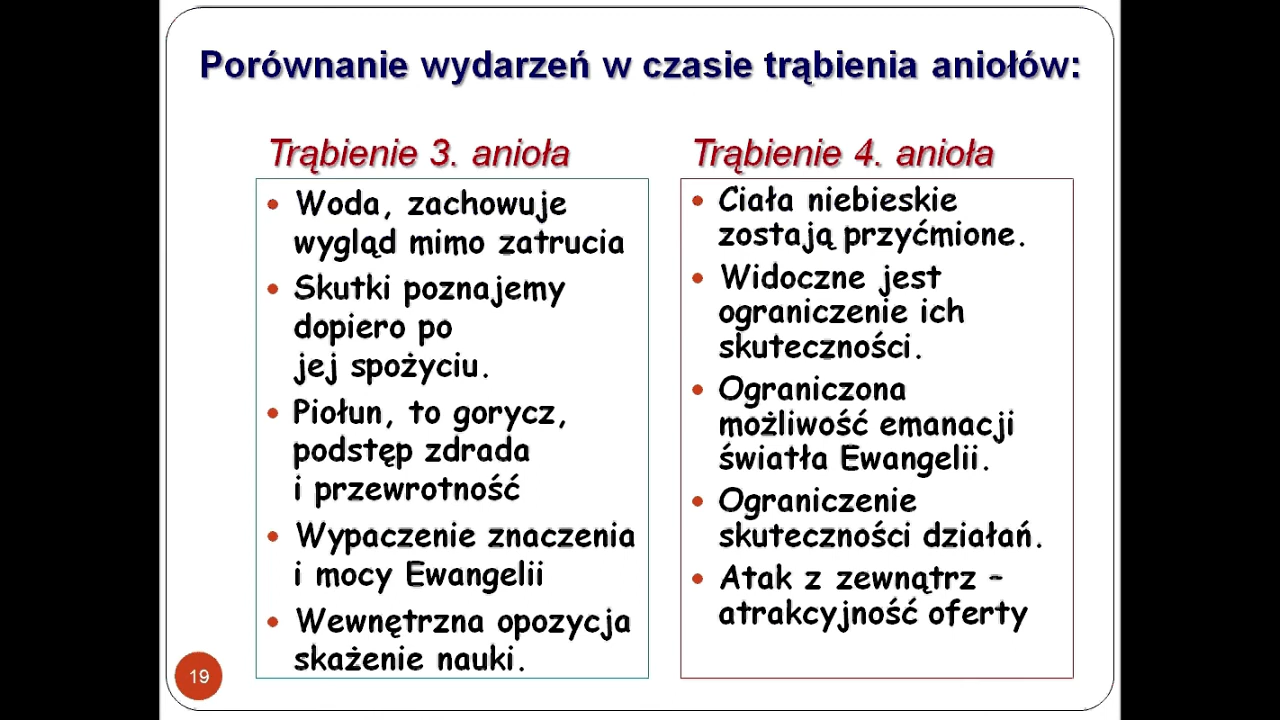 Porównanie wydarzeń w czasie trąbienia aniołów:
Trąbienie 3. anioła
Woda, zachowuje
wygląd mimo zatrucia
Skutki poznajemy
dopiero po
jej spożyciu.
Piołun, to gorycz,
podstęp zdrada
i przewrotność
Wypaczenie znaczenia
i mocy Ewangelii
Wewnętrzna opozycja
skażenie nauki.
Trąbienie 4. anioła
Ciała niebieskie
zostają przyćmione.
Widoczne jest
ograniczenie ich
skuteczności.
Ograniczona
możliwość emanacji
światła Ewangelii.
Ograniczenie
skuteczności działań.
Atak z zewnątrz –
atrakcyjność oferty
19